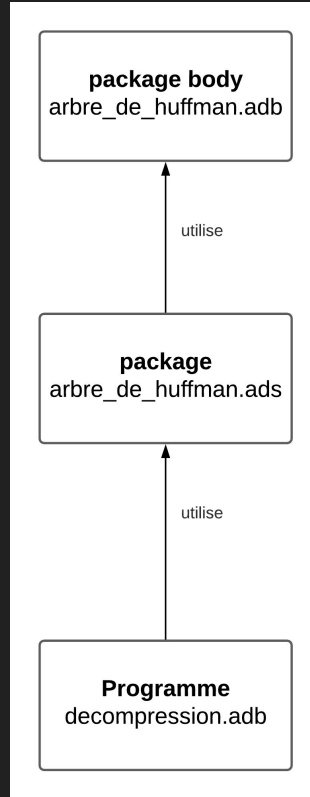 package body
arbre_de_huffman.adb
utilise
package
arbre_de_huffman.ads
utilise
Programme
decompression.adb